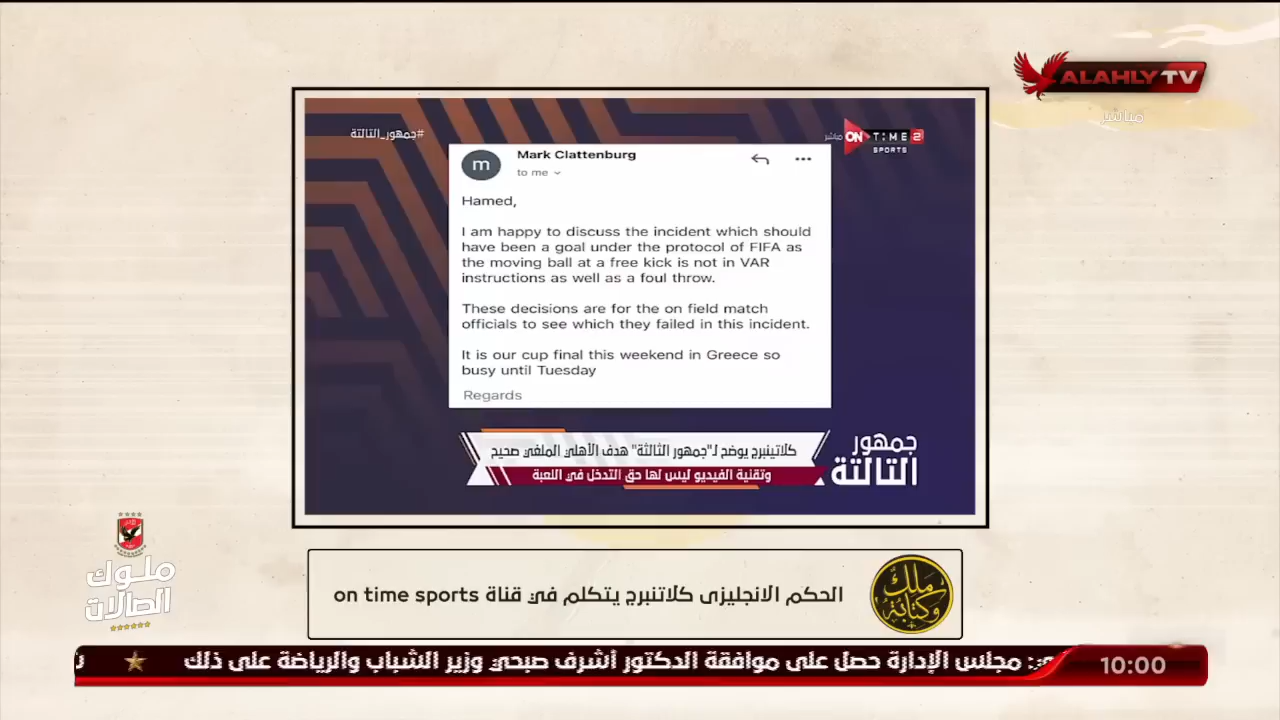 ALAHLY TV
مباشر
#جمهور_التالتة
مباشر ON TIME 2
SPORTS
m
Mark Clattenburg
to me
Hamed,
I am happy to discuss the incident which should
have been a goal under the protocol of FIFA as
the moving ball at a free kick is not in VAR
instructions as well as a foul throw.
These decisions are for the on field match
officials to see which they failed in this incident.
It is our cup final this weekend in Greece so
busy until Tuesday
Regards
كلاتينبرج يوضح لـ"جمهور الثالثة" هدف الأهلي الملغي صحيح
وتقنية الفيديو ليس لها حق التدخل في اللعبة
جمهور
التالتة
ملوك
الصالات
الحكم الانجليزى كلاتنبرج يتكلم في قناة on time sports
ملك
وكتابة
مجلس الإدارة حصل على موافقة الدكتور أشرف صبحي وزير الشباب والرياضة على ذلك
10:00